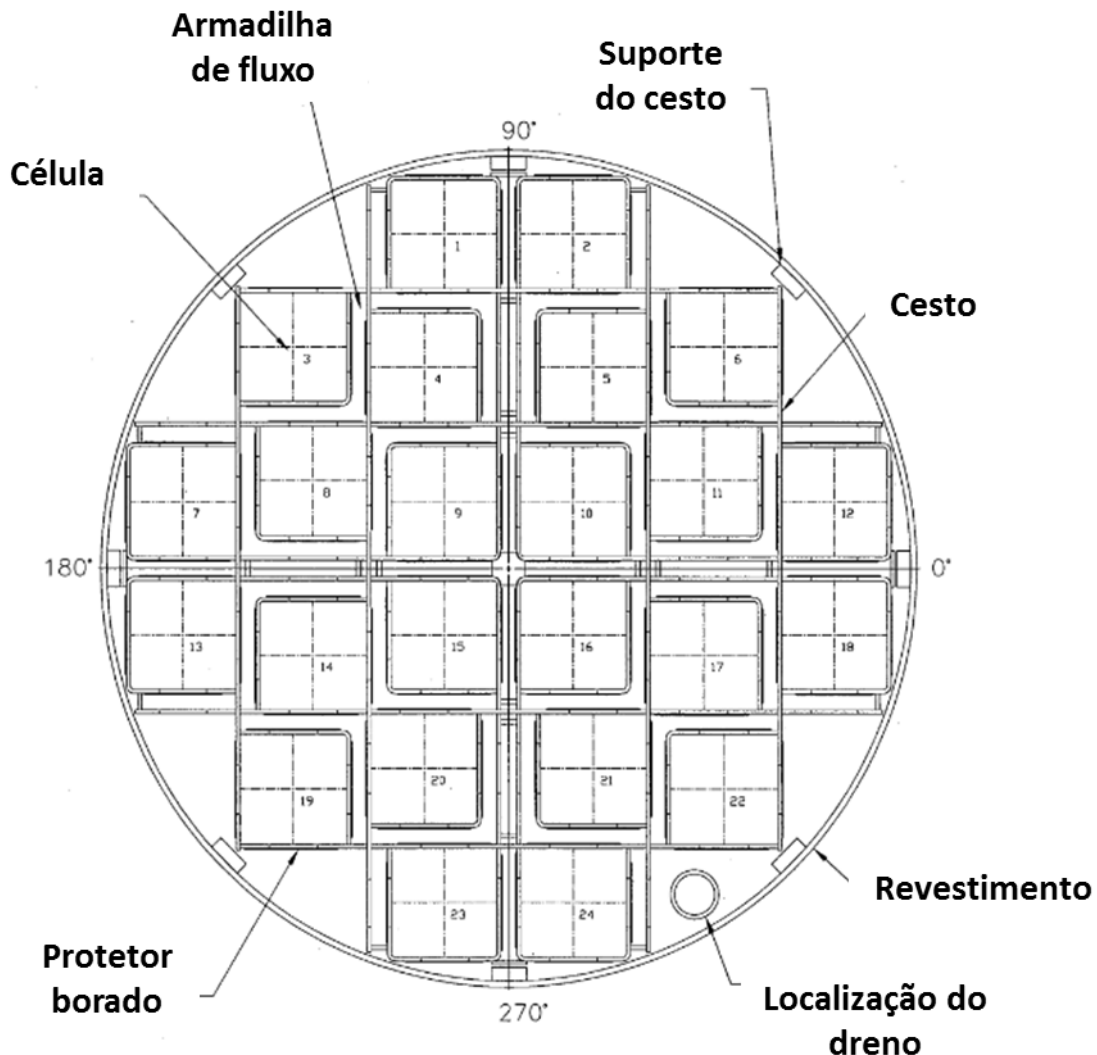 Armadilha
de fluxo
Suporte
do cesto
90°
Célula
1
2
Cesto
3
4
5
6
7
8
9
10
11
12
180°
0°
13
14
15
16
17
18
19
20
21
22
23
24
Revestimento
Protetor
borado
270°
Localização do
dreno